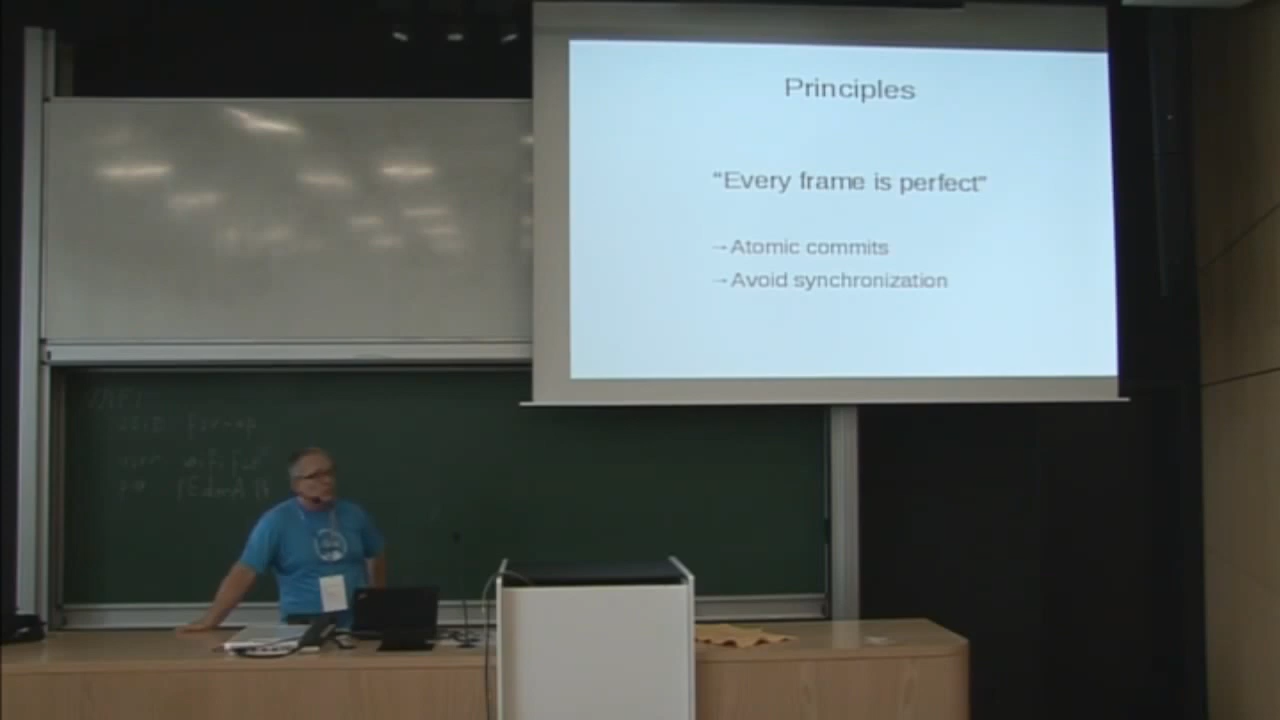 Principles
"Every frame is perfect"
→ Atomic commits
→ Avoid synchronization